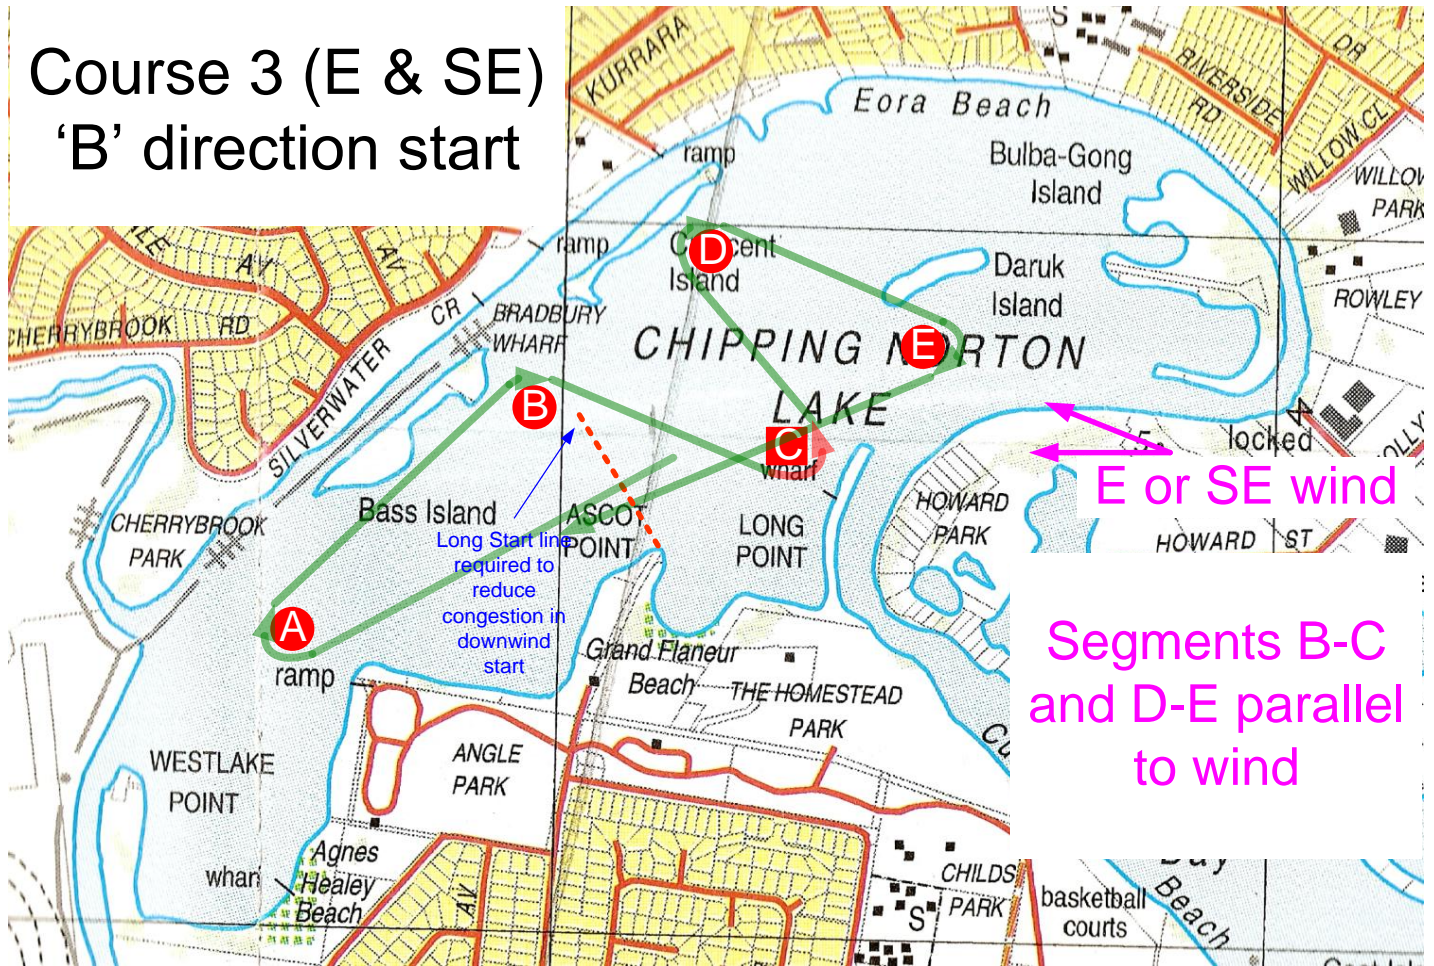 Course 3 (E & SE)
‘B’ direction start
KURRARA
S
DR
RIVERSIDE
RD
WILLOW CL
Eora Beach
ramp
Bulba-Gong
Island
WILLOW
PARK
ramp
D
Island
Daruk
Island
ROWLEY
AV
AV
CHERRYBROOK RD
SILVERWATER
CR
BRADBURY
WHARF
CHIPPING NORTON
LAKE
E
B
C
wharf
locked
E or SE wind
Bass Island
ASCOT
POINT
LONG
POINT
HOWARD
PARK
HOWARD ST
CHERRYBROOK
PARK
Long Start line
required to
reduce
congestion in
downwind
start
A
ramp
Segments B-C
and D-E parallel
to wind
Grand Flaneur
Beach
THE HOMESTEAD
PARK
WESTLAKE
POINT
ANGLE
PARK
Agnes
Healey
Beach
AV
CHILDS
PARK
S
basketball
courts
Beach